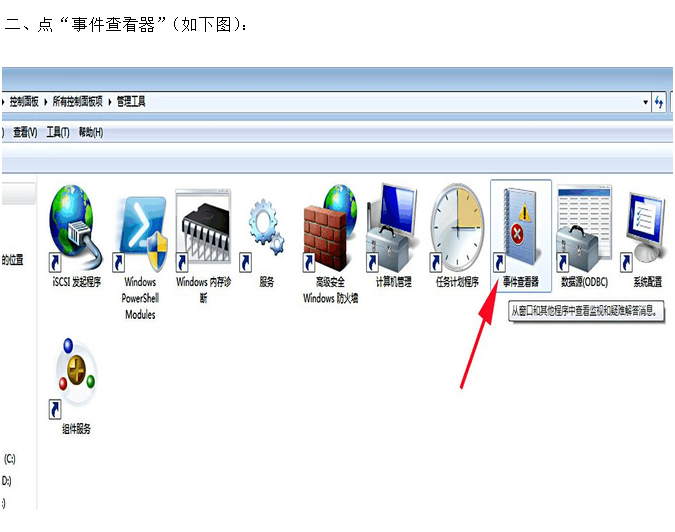 二、点“事件查看器”(如下图):
控制面板 ▸ 所有控制面板项 ▸ 管理工具
) 查看(V) 工具(T) 帮助(H)
的位置
iSCSI 发起程序
Windows
PowerShell
Modules
Windows 内存诊
断
服务
高级安全
Windows 防火墙
计算机管理
任务计划程序
事件查看器
数据源(ODBC)
系统配置
从窗口和其他程序中查看监视和疑难解答消息。
组件服务
(C:)
D:)
:)